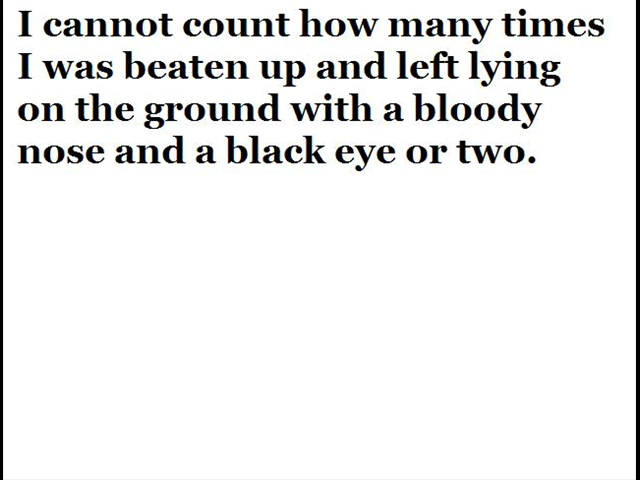 I cannot count how many times
I was beaten up and left lying
on the ground with a bloody
nose and a black eye or two.